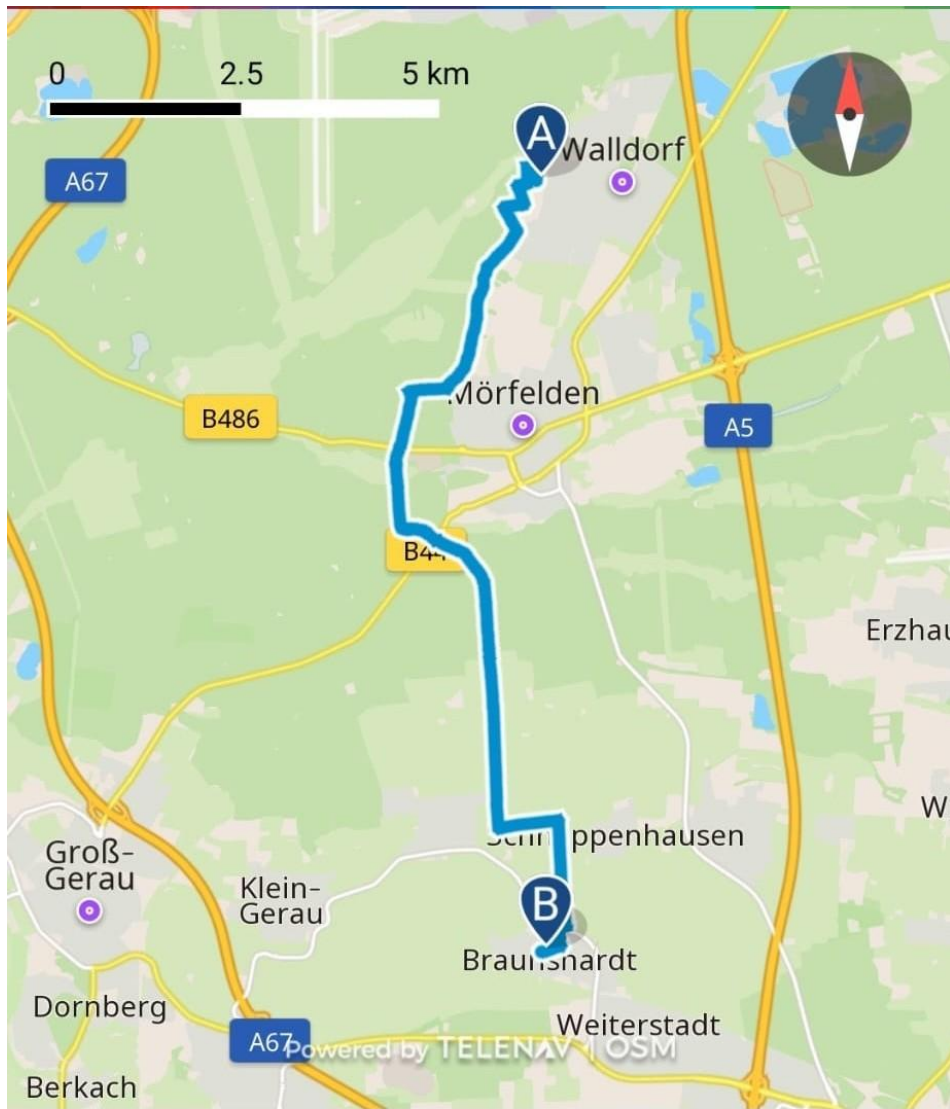 0 2.5 5 km
A
Walldorf
A67
Mörfelden
B486
A5
Erzhau
W
Groß-
Gerau
Klein-
Gerau
B
Braunshardt
Dornberg
Weiterstadt
A67
Powered by TELENAV | OSM
Berkach